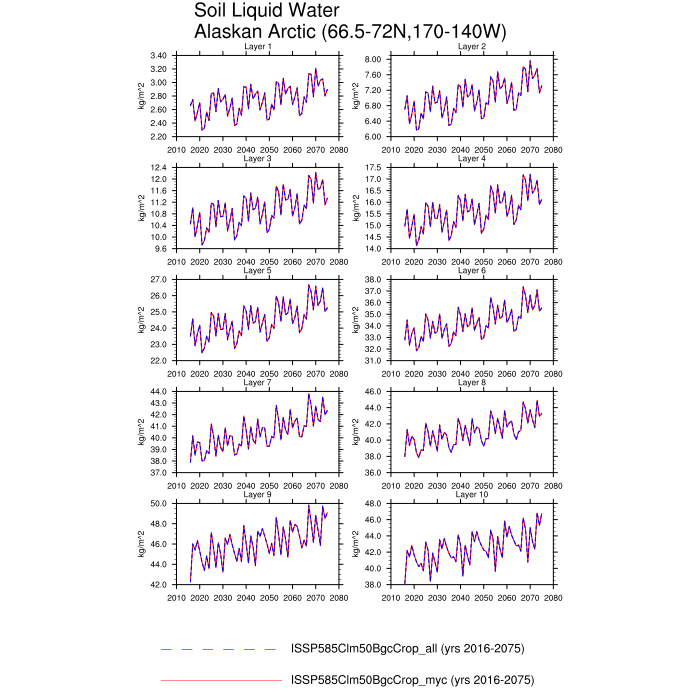 Soil Liquid Water
Alaskan Arctic (66.5-72N,170-140W)
Layer 1 Layer 2
3.40 3.20 3.00 2.80 2.60 2.40 2.20
kg/m^2
2010 2020 2030 2040 2050 2060 2070 2080
8.00 7.60 7.20 6.80 6.40 6.00
kg/m^2
2010 2020 2030 2040 2050 2060 2070 2080
Layer 3 Layer 4
12.4 12.0 11.6 11.2 10.8 10.4 10.0 9.6
kg/m^2
2010 2020 2030 2040 2050 2060 2070 2080
17.5 17.0 16.5 16.0 15.5 15.0 14.5 14.0
kg/m^2
2010 2020 2030 2040 2050 2060 2070 2080
Layer 5 Layer 6
27.0 26.0 25.0 24.0 23.0 22.0
kg/m^2
2010 2020 2030 2040 2050 2060 2070 2080
38.0 37.0 36.0 35.0 34.0 33.0 32.0 31.0
kg/m^2
2010 2020 2030 2040 2050 2060 2070 2080
Layer 7 Layer 8
44.0 43.0 42.0 41.0 40.0 39.0 38.0 37.0
kg/m^2
2010 2020 2030 2040 2050 2060 2070 2080
46.0 44.0 42.0 40.0 38.0 36.0
kg/m^2
2010 2020 2030 2040 2050 2060 2070 2080
Layer 9 Layer 10
50.0 48.0 46.0 44.0 42.0
kg/m^2
2010 2020 2030 2040 2050 2060 2070 2080
48.0 46.0 44.0 42.0 40.0 38.0
kg/m^2
2010 2020 2030 2040 2050 2060 2070 2080
ISSP585Clm50BgcCrop_all (yrs 2016-2075)
ISSP585Clm50BgcCrop_myc (yrs 2016-2075)